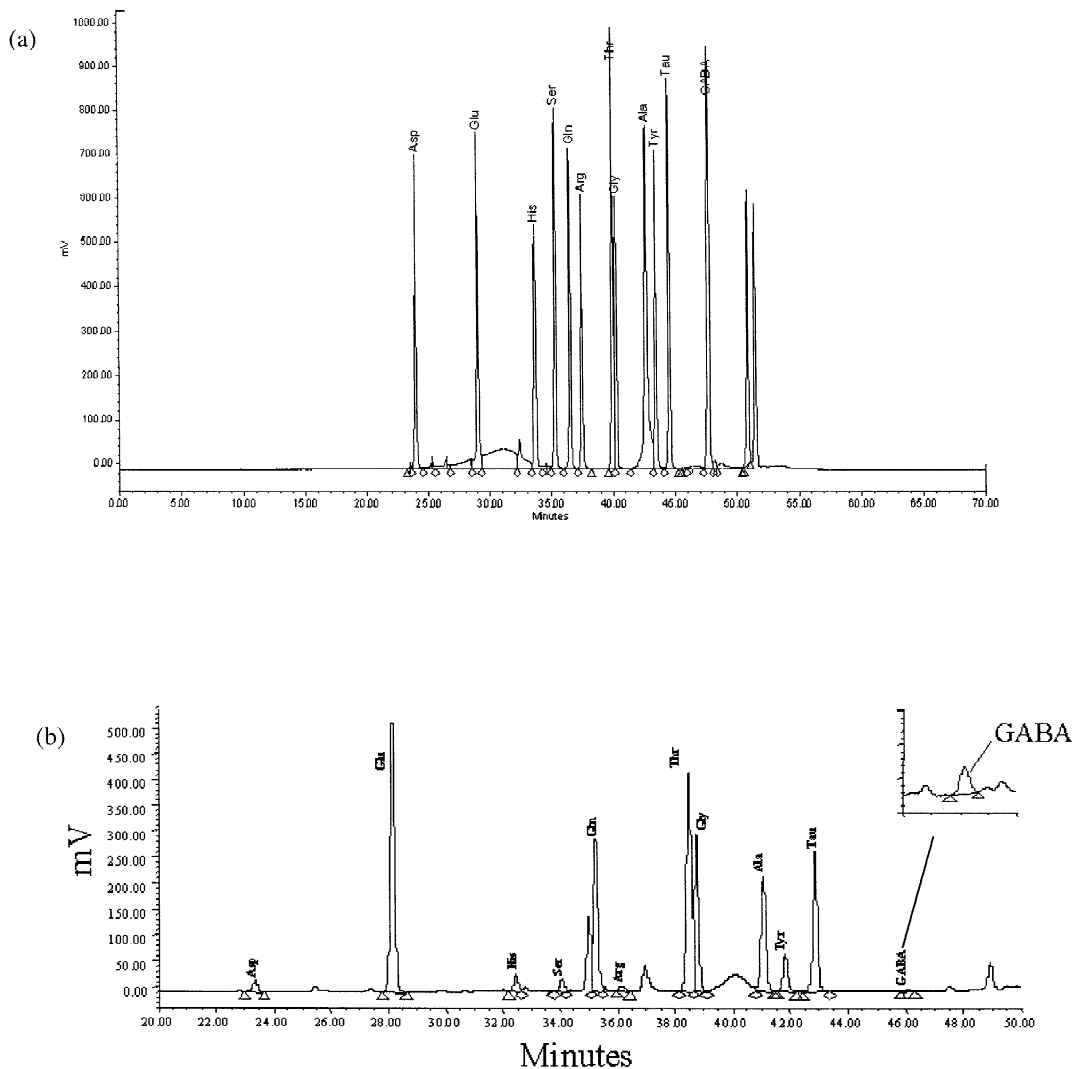 (a)
1000.00
900.00
800.00
700.00
600.00
500.00
400.00
300.00
200.00
100.00
0.00
mV
Asp
Glu
His
Ser
Gln
Arg
Thr
Gly
Ala
Tyr
Tau
GABA
0.00 5.00 10.00 15.00 20.00 25.00 30.00 35.00 40.00 45.00 50.00 55.00 60.00 65.00 70.00
Minutes
(b)
500.00
450.00
400.00
350.00
300.00
250.00
200.00
150.00
100.00
50.00
0.00
mV
Asp
Glu
His
Ser
Gln
Arg
Thr
Gly
Ala
Tyr
Tau
GABA
GABA
20.00 22.00 24.00 26.00 28.00 30.00 32.00 34.00 36.00 38.00 40.00 42.00 44.00 46.00 48.00 50.00
Minutes